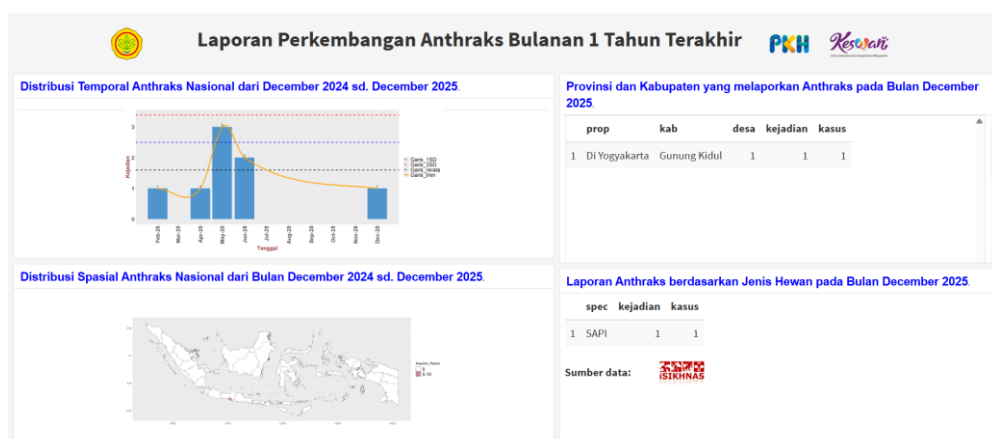 Laporan Perkembangan Anthraks Bulanan 1 Tahun Terakhir
PKH
Keswan
Distribusi Temporal Anthraks Nasional dari December 2024 sd. December 2025.
3
2
1
0
Kejadian
Feb-25
Mar-25
Apr-25
May-25
Jun-25
Jul-25
Aug-25
Sep-25
Oct-25
Nov-25
Dec-25
Tanggal
Garis_1SD
Garis_2SD
Garis_rerata
Garis_tren
Provinsi dan Kabupaten yang melaporkan Anthraks pada Bulan December
2025.
prop kab desa kejadian kasus
1 Di Yogyakarta Gunung Kidul 1 1 1
Distribusi Spasial Anthraks Nasional dari Bulan December 2024 sd. December 2025.
Laporan Anthraks berdasarkan Jenis Hewan pada Bulan December 2025.
spec kejadian kasus
1 SAPI 1 1
Sumber data:
iSIKHNAS